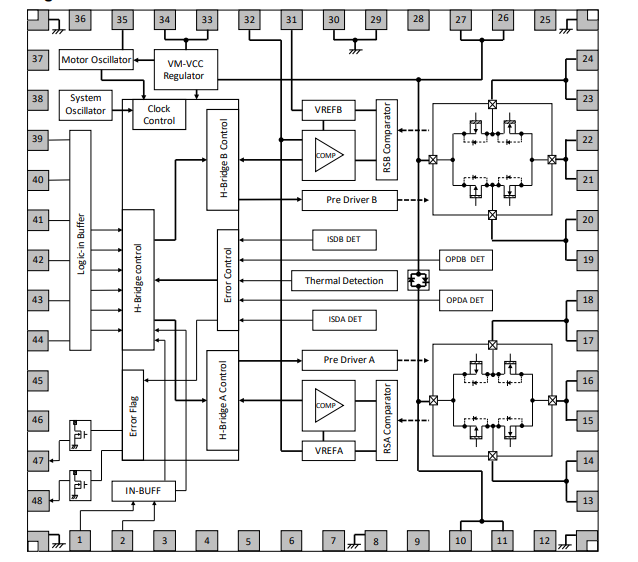 36 35 34 33 32 31 30 29 28 27 26 25
37 Motor Oscillator VM-VCC
Regulator 24
38 System
Oscillator Clock
Control 23
VREFB
39 22
H-Bridge B Control
COMP
RSB Comparator
40 21
Pre Driver B
41 20
Logic-in Buffer
H-Bridge control
Error Control
ISDB DET
42 OPDB DET 19
Thermal Detection
43 OPDA DET 18
ISDA DET
44 17
Pre Driver A
45 16
Error Flag
H-Bridge A Control
COMP
RSA Comparator
46 15
VREFA
47 14
48 IN-BUFF 13
1 2 3 4 5 6 7 8 9 10 11 12